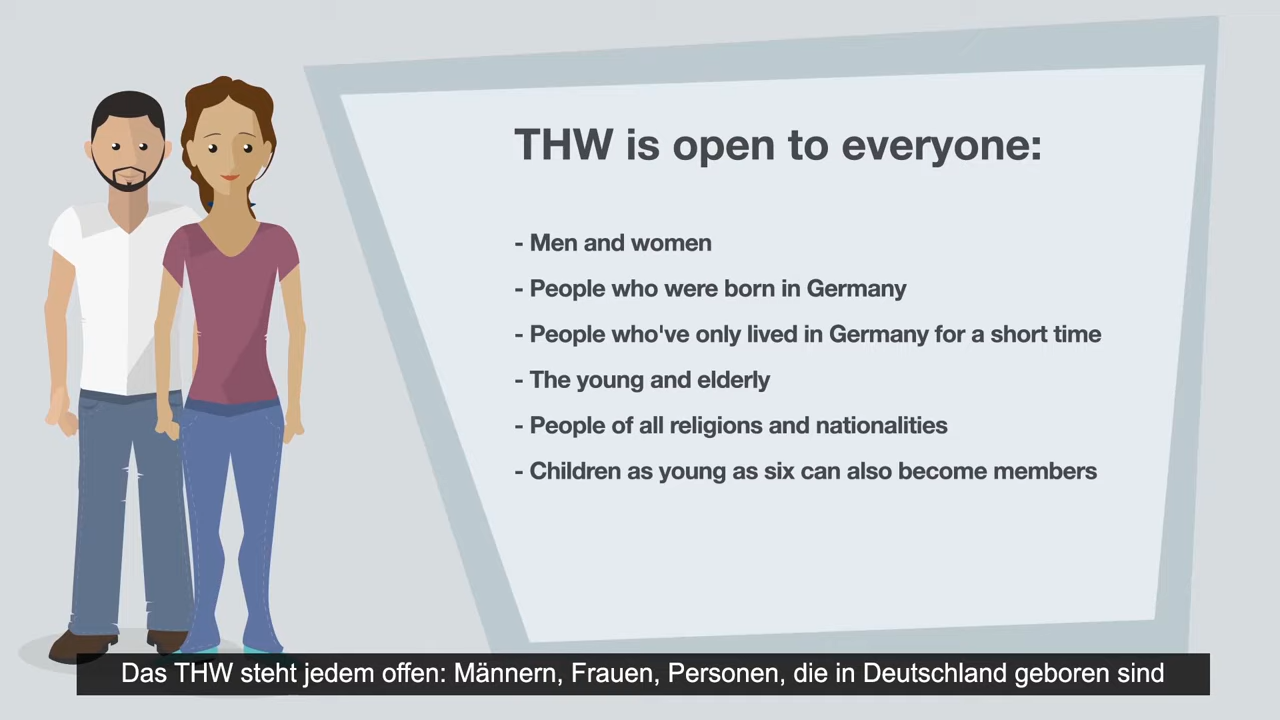 THW is open to everyone:
- Men and women
- People who were born in Germany
- People who've only lived in Germany for a short time
- The young and elderly
- People of all religions and nationalities
- Children as young as six can also become members
Das THW steht jedem offen: Männern, Frauen, Personen, die in Deutschland geboren sind